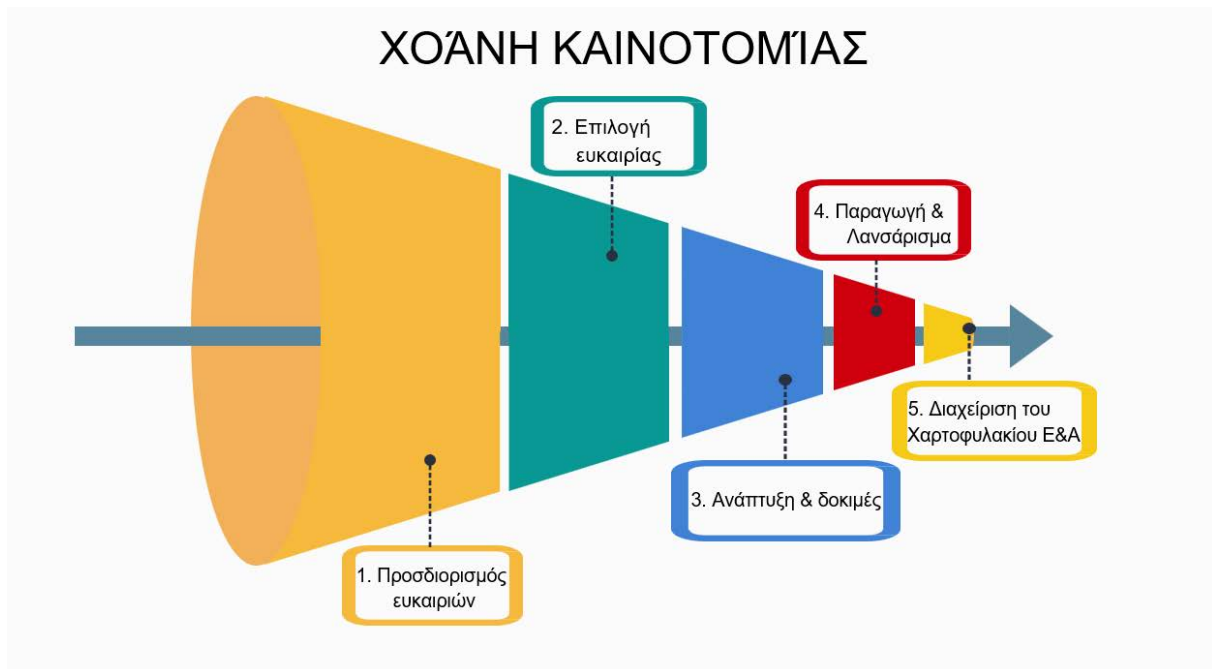 ΧΟΆΝΗ ΚΑΙΝΟΤΟΜΊΑΣ
1. Προσδιορισμός
ευκαιριών
2. Επιλογή
ευκαιρίας
3. Ανάπτυξη & δοκιμές
4. Παραγωγή &
Λανσάρισμα
5. Διαχείριση του
Χαρτοφυλακίου Ε&Α